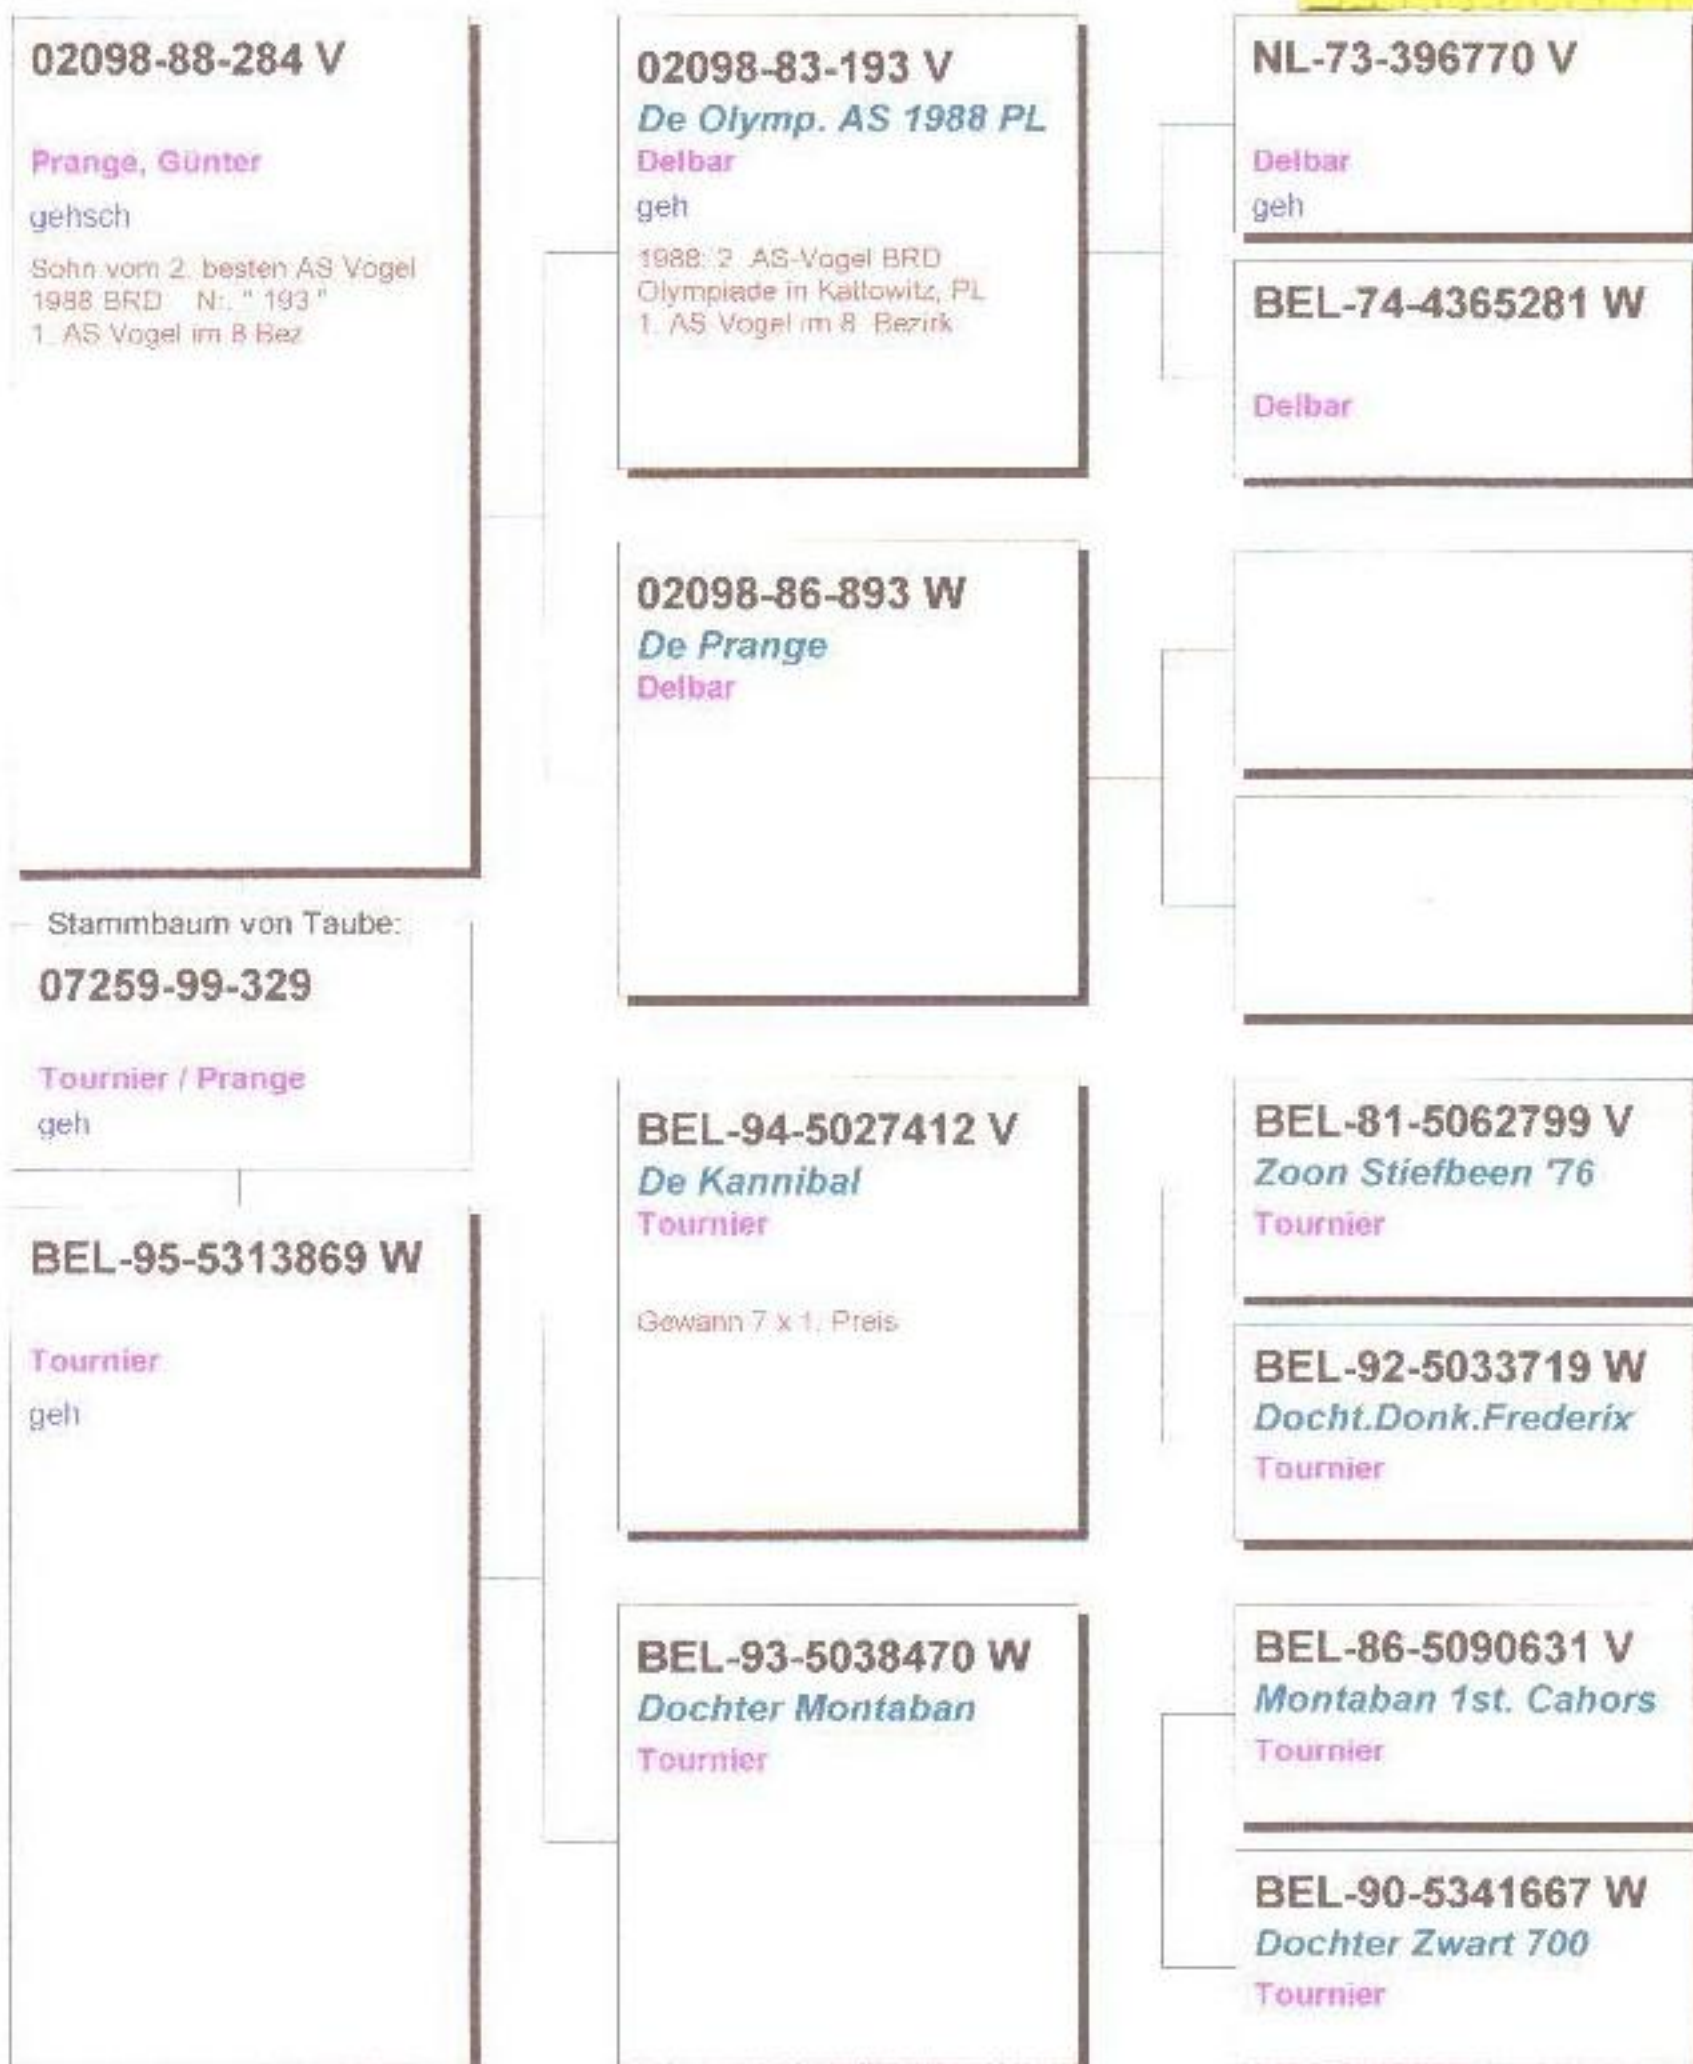 02098-88-284 V
Prange, Günter
gehsch
Sohn vom 2. besten AS Vogel
1988 BRD Nr. " 193 "
1. AS Vogel im 8 Bez
Stammbaum von Taube:
07259-99-329
Tournier / Prange
geh
BEL-95-5313869 W
Tournier
geh
02098-83-193 V
De Olymp. AS 1988 PL
Delbar
geh
1988: 2. AS-Vogel BRD
Olympiade in Kattowitz, PL
1. AS Vogel im 8. Bezirk
02098-86-893 W
De Prange
Delbar
BEL-94-5027412 V
De Kannibal
Tournier
Gewann 7 x 1. Preis
BEL-93-5038470 W
Dochter Montaban
Tournier
NL-73-396770 V
Delbar
geh
BEL-74-4365281 W
Delbar
BEL-81-5062799 V
Zoon Stiefbeen '76
Tournier
BEL-92-5033719 W
Docht.Donk.Frederix
Tournier
BEL-86-5090631 V
Montaban 1st. Cahors
Tournier
BEL-90-5341667 W
Dochter Zwart 700
Tournier